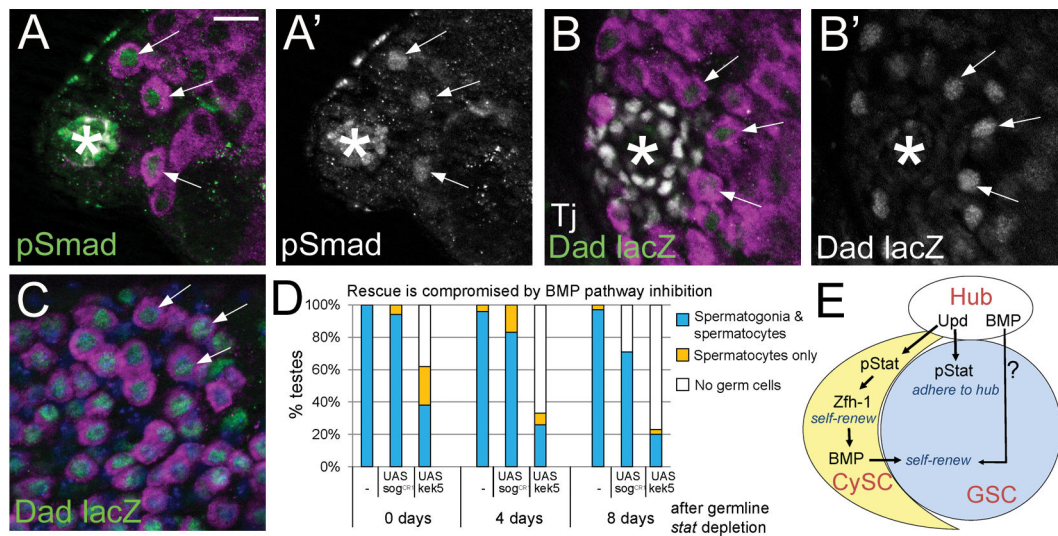 A
pSmad
A'
pSmad
B
Tj
Dad lacZ
B'
Dad lacZ
C
Dad lacZ
D
Rescue is compromised by BMP pathway inhibition
% testes
100%
80%
60%
40%
20%
0%
- UAS sogCR1 UAS kek5
- UAS sogCR1 UAS kek5
- UAS sogCR1 UAS kek5
0 days 4 days 8 days
after germline
stat depletion
Spermatogonia &
spermatocytes
Spermatocytes only
No germ cells
E
Hub
Upd BMP
pStat
pStat
?
adhere to hub
Zfh-1
self-renew
BMP
self-renew
CySC
GSC